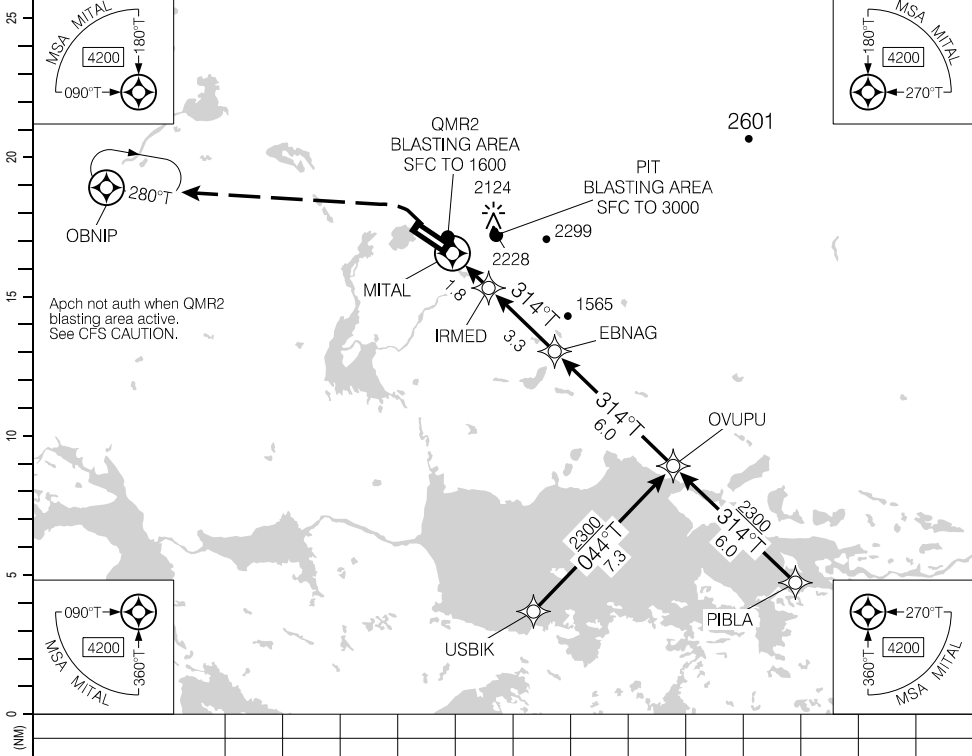 25
MSA MITAL
180°T
4200
090°T
MSA MITAL
180°T
4200
270°T
QMR2
BLASTING AREA
SFC TO 1600
2601
20
PIT
BLASTING AREA
SFC TO 3000
2124
280°T
OBNIP
2299
2228
MITAL
1.8
314°T
15
Apch not auth when QMR2
blasting area active.
See CFS CAUTION.
1565
IRMED
3.3
EBNAG
314°T
6.0
10
OVUPU
2300
044°T
7.3
2300
314°T
6.0
5
090°T
4200
360°T
MSA MITAL
270°T
4200
360°T
MSA MITAL
PIBLA
USBIK
0
(NM)